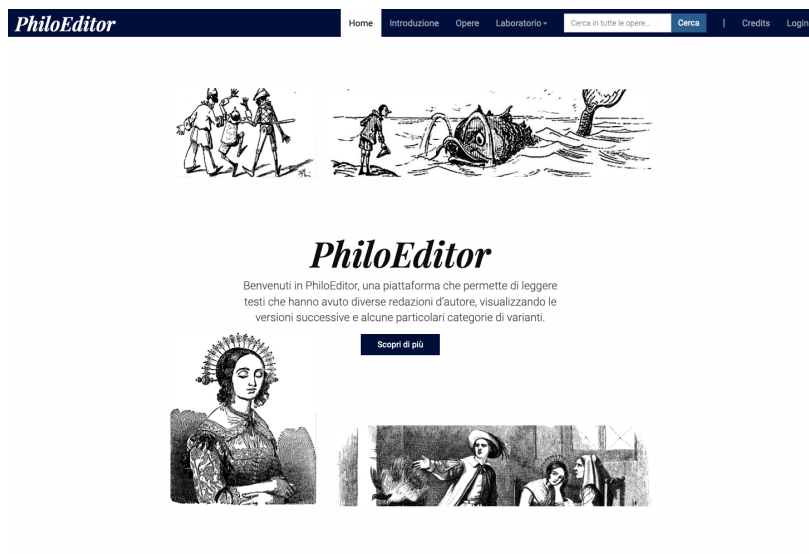 PhiloEditor
Home Introduzione Opere Laboratorio Cerca in tutte le opere... Cerca | Credits Login
PhiloEditor
Benvenuti in PhiloEditor, una piattaforma che permette di leggere
testi che hanno avuto diverse redazioni d'autore, visualizzando le
versioni successive e alcune particolari categorie di varianti.
Scopri di più